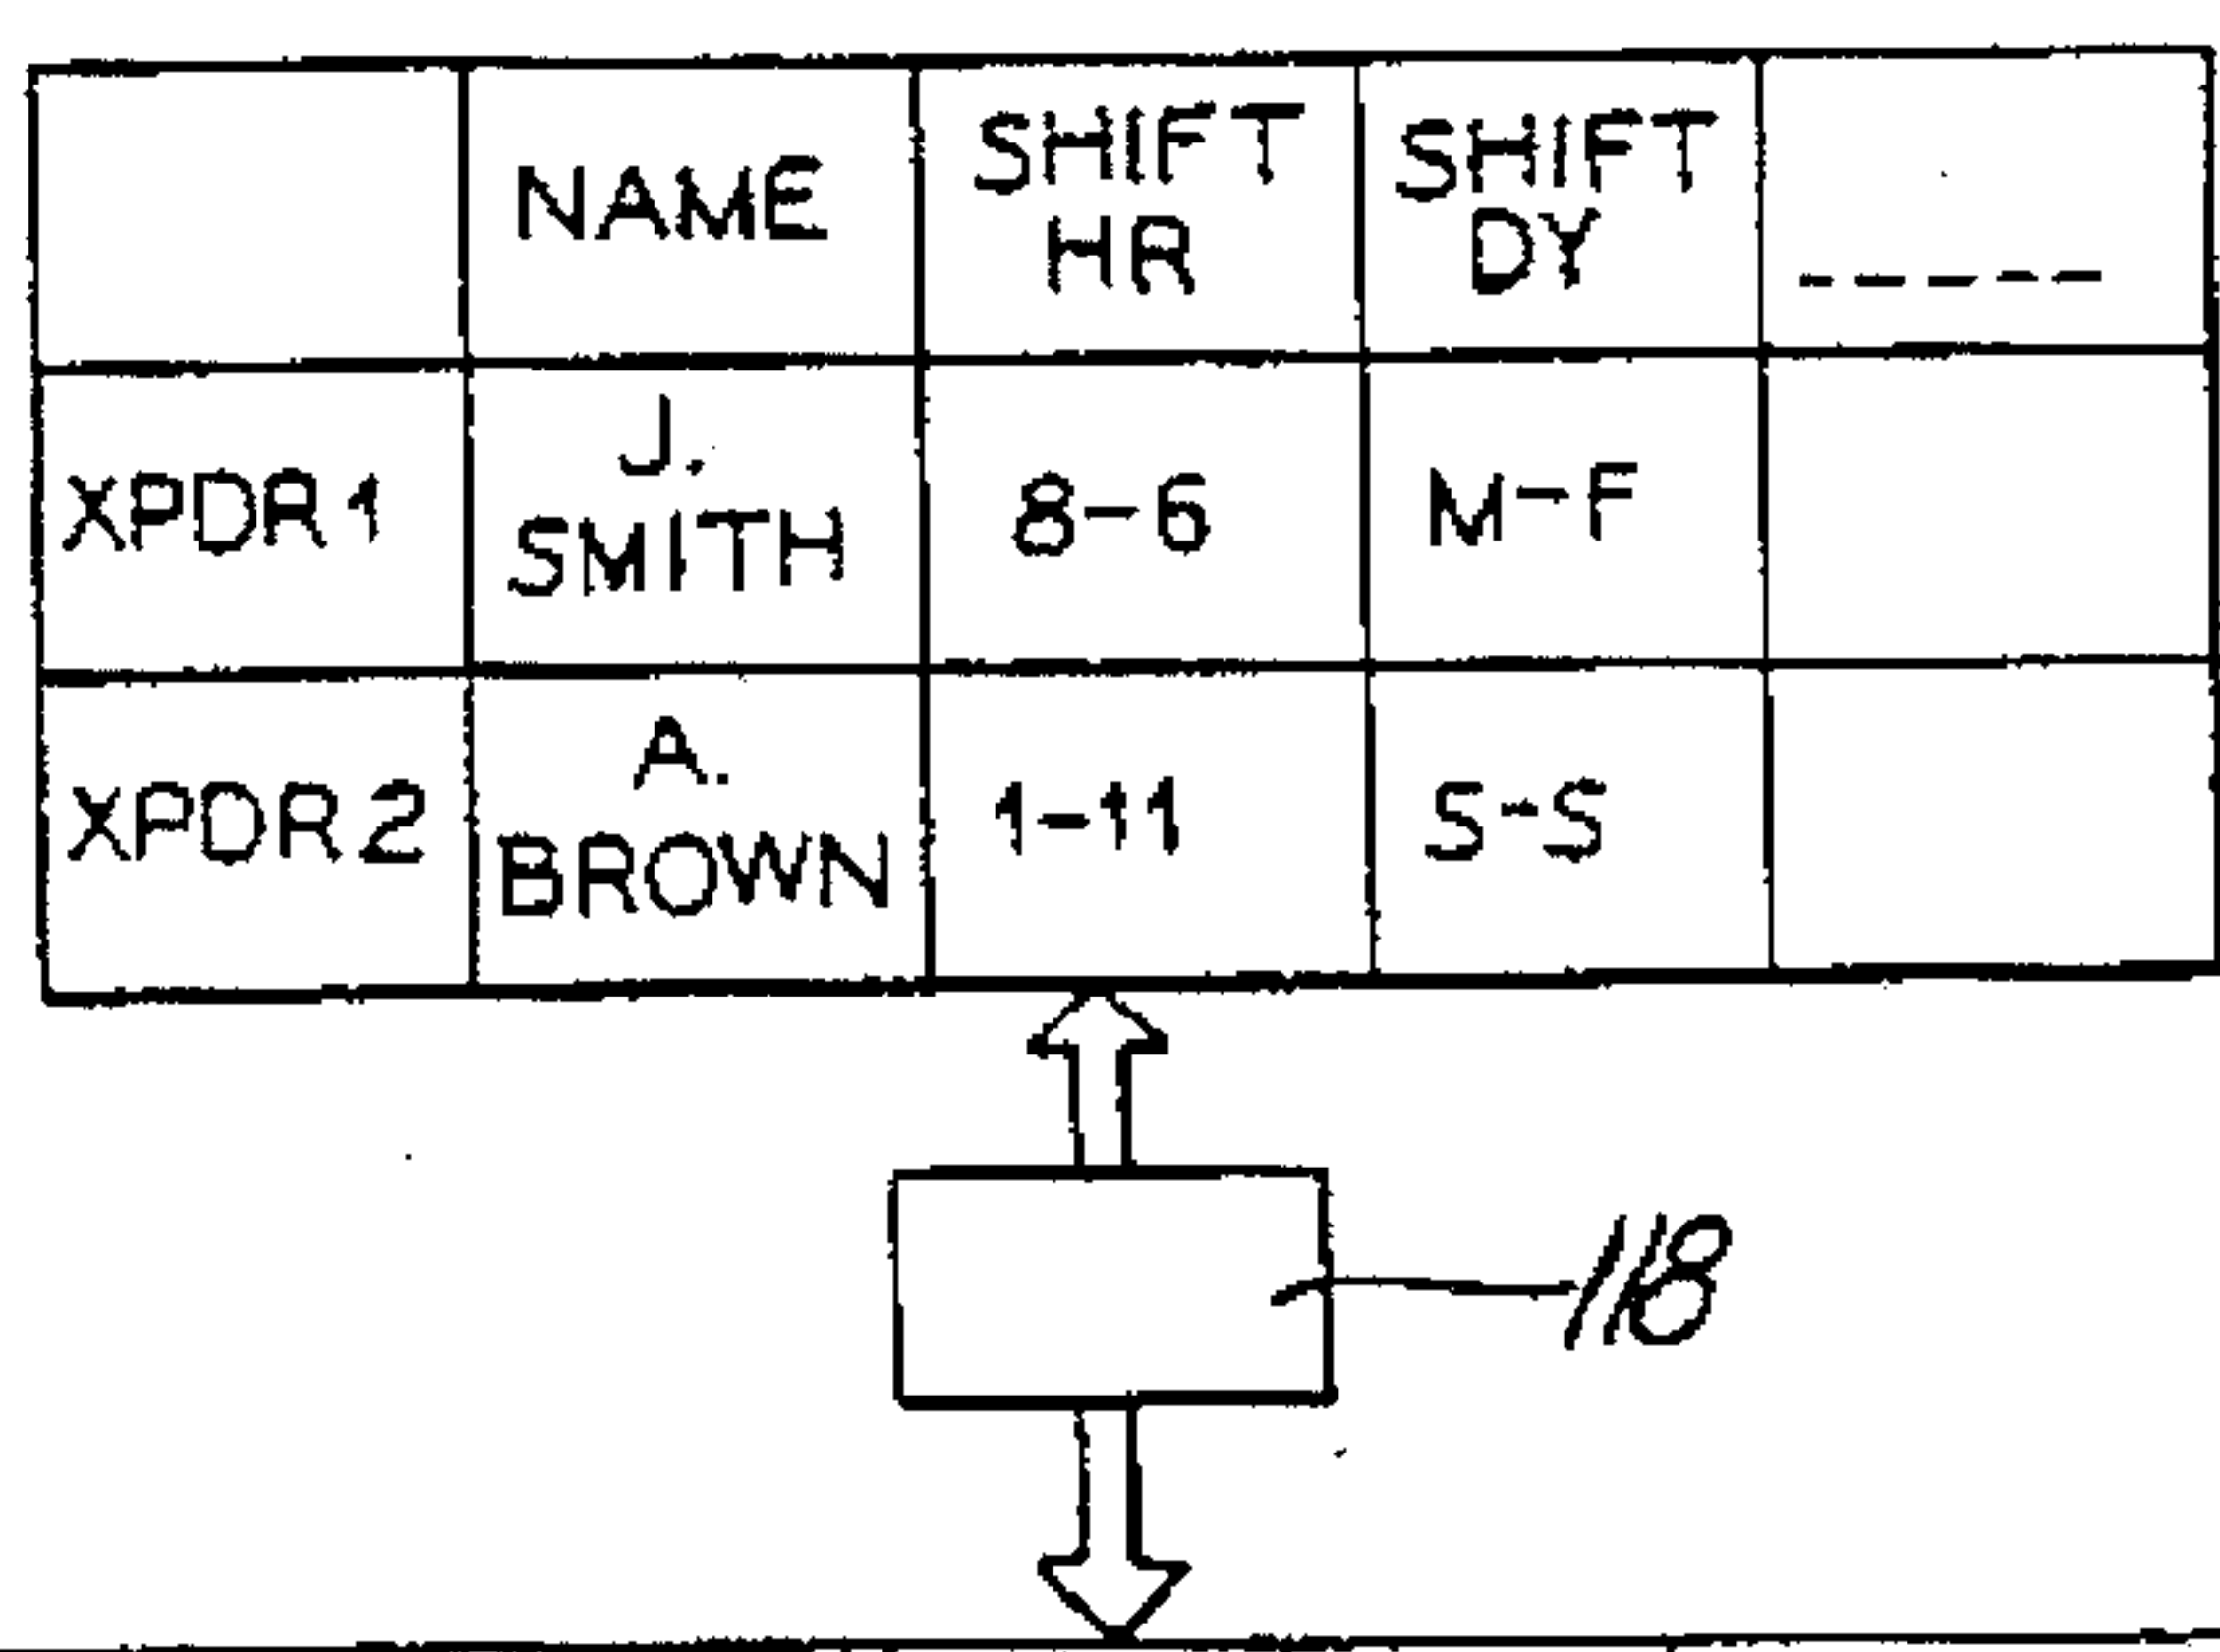 NAME SHIFT HR SHIFT DY -----
XPDR1 J. SMITH 8-6 M-F
XPDR2 A. BROWN 1-11 S-S
118